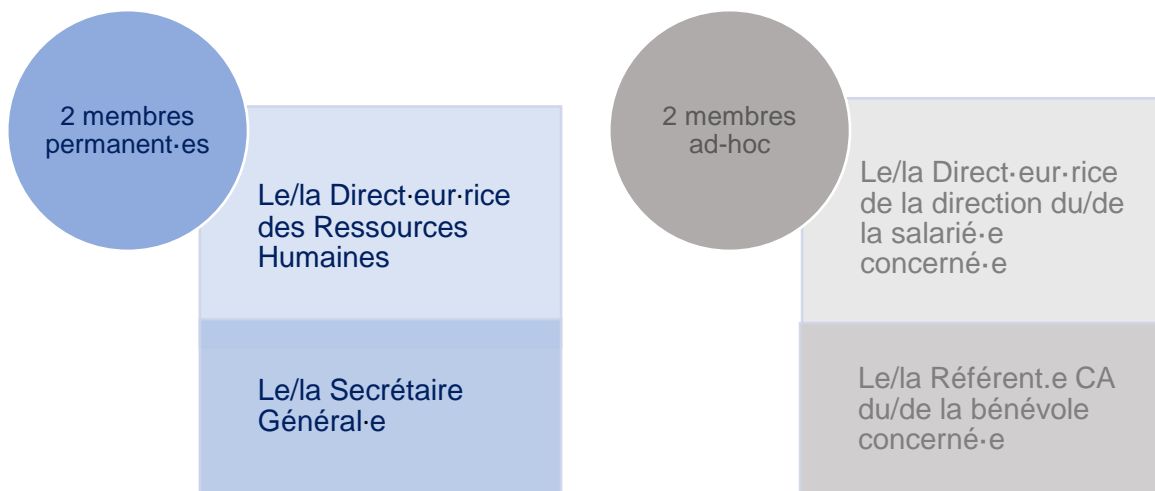 2 membres
permanent·es
Le/la Direct·eur·rice
des Ressources
Humaines
Le/la Secrétaire
Général·e
2 membres
ad-hoc
Le/la Direct·eur·rice
de la direction du/de
la salarié·e
concerné·e
Le/la Référent.e CA
du/de la bénévole
concerné·e